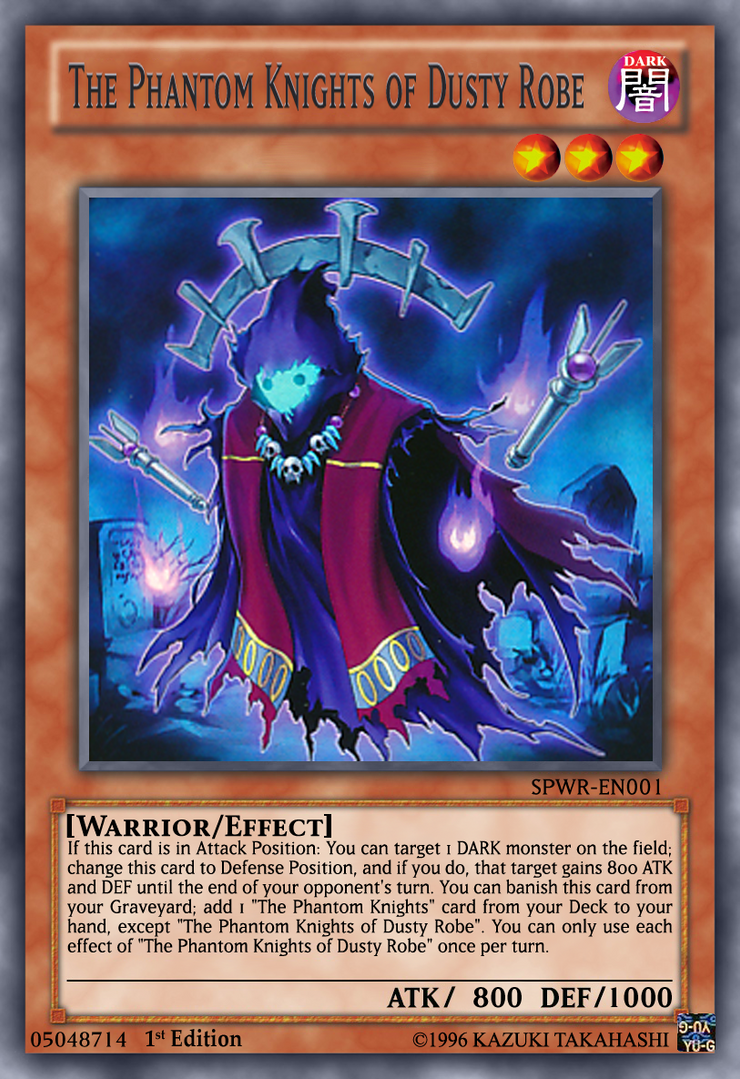 The Phantom Knights of Dusty Robe
DARK
闇
SPWR-EN001
[Warrior/Effect]
If this card is in Attack Position: You can target 1 DARK monster on the field;
change this card to Defense Position, and if you do, that target gains 800 ATK
and DEF until the end of your opponent's turn. You can banish this card from
your Graveyard; add 1 "The Phantom Knights" card from your Deck to your
hand, except "The Phantom Knights of Dusty Robe". You can only use each
effect of "The Phantom Knights of Dusty Robe" once per turn.
ATK/ 800 DEF/1000
05048714 1st Edition ©1996 KAZUKI TAKAHASHI